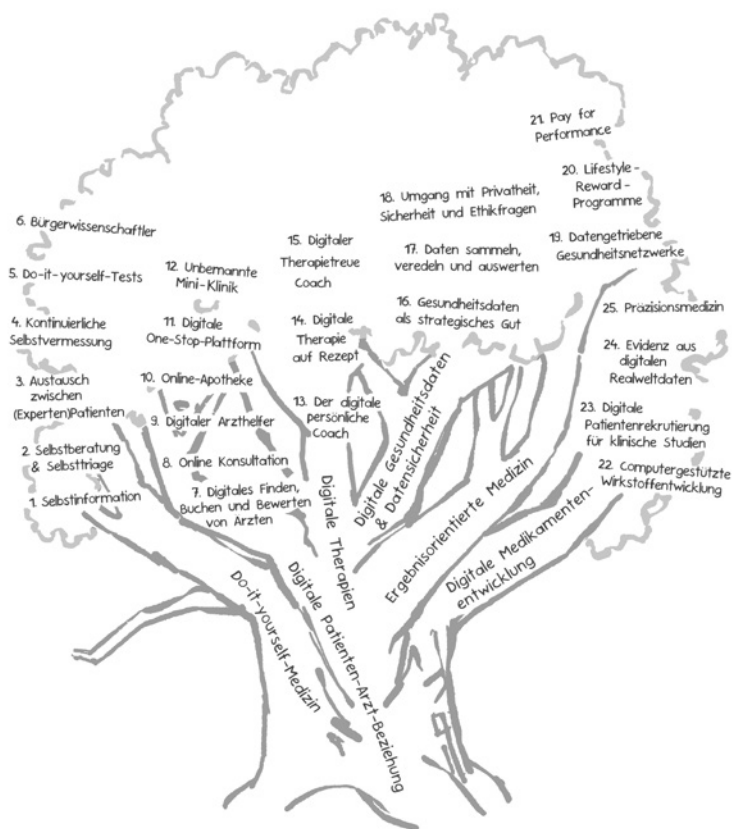 21. Pay for
Performance
20. Lifestyle-
Reward-
Programme
19. Datengetriebene
Gesundheitsnetzwerke
18. Umgang mit Privatheit,
Sicherheit und Ethikfragen
17. Daten sammeln,
veredeln und auswerten
16. Gesundheitsdaten
als strategisches Gut
15. Digitaler
Therapietreue
Coach
14. Digitale
Therapie
auf Rezept
13. Der digitale
persönliche
Coach
12. Unbemannte
Mini-Klinik
11. Digitale
One-Stop-Plattform
10. Online-Apotheke
9. Digitaler Arzthelfer
8. Online Konsultation
7. Digitales Finden,
Buchen und Bewerten
von Arzten
6. Bürgerwissenschaftler
5. Do-it-yourself-Tests
4. Kontinuierliche
Selbstvermessung
3. Austausch
zwischen
(Experten)Patienten
2. Selbstberatung
& Selbsttriage
1. Selbstinformation
25. Präzisionsmedizin
24. Evidenz aus
digitalen
Realweltdaten
23. Digitale
Patientenrekrutierung
für klinische Studien
22. Computergestützte
Wirkstoffentwicklung
Do-it-yourself-Medizin
Digitale Patienten-Arzt-Beziehung
Digitale Therapien
Digitale Gesundheitsdaten
& Datensicherheit
Ergebnisorientierte Medizin
Digitale Medikamenten-
entwicklung